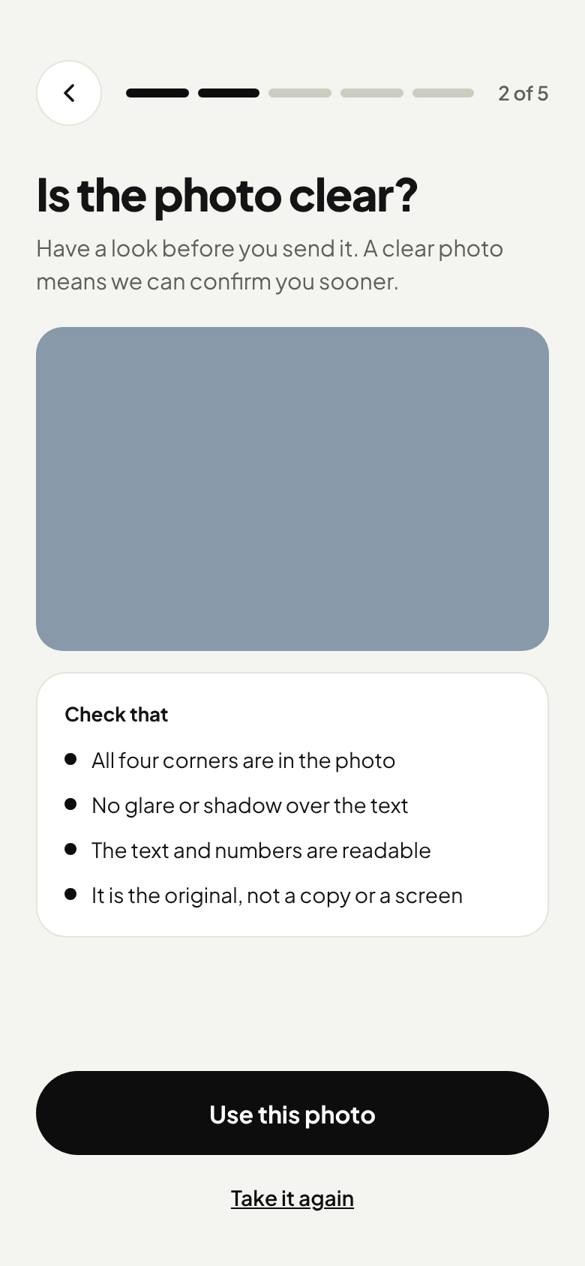 2 of 5
Is the photo clear?
Have a look before you send it. A clear photo
means we can confirm you sooner.
Check that
All four corners are in the photo
No glare or shadow over the text
The text and numbers are readable
It is the original, not a copy or a screen
Use this photo
Take it again